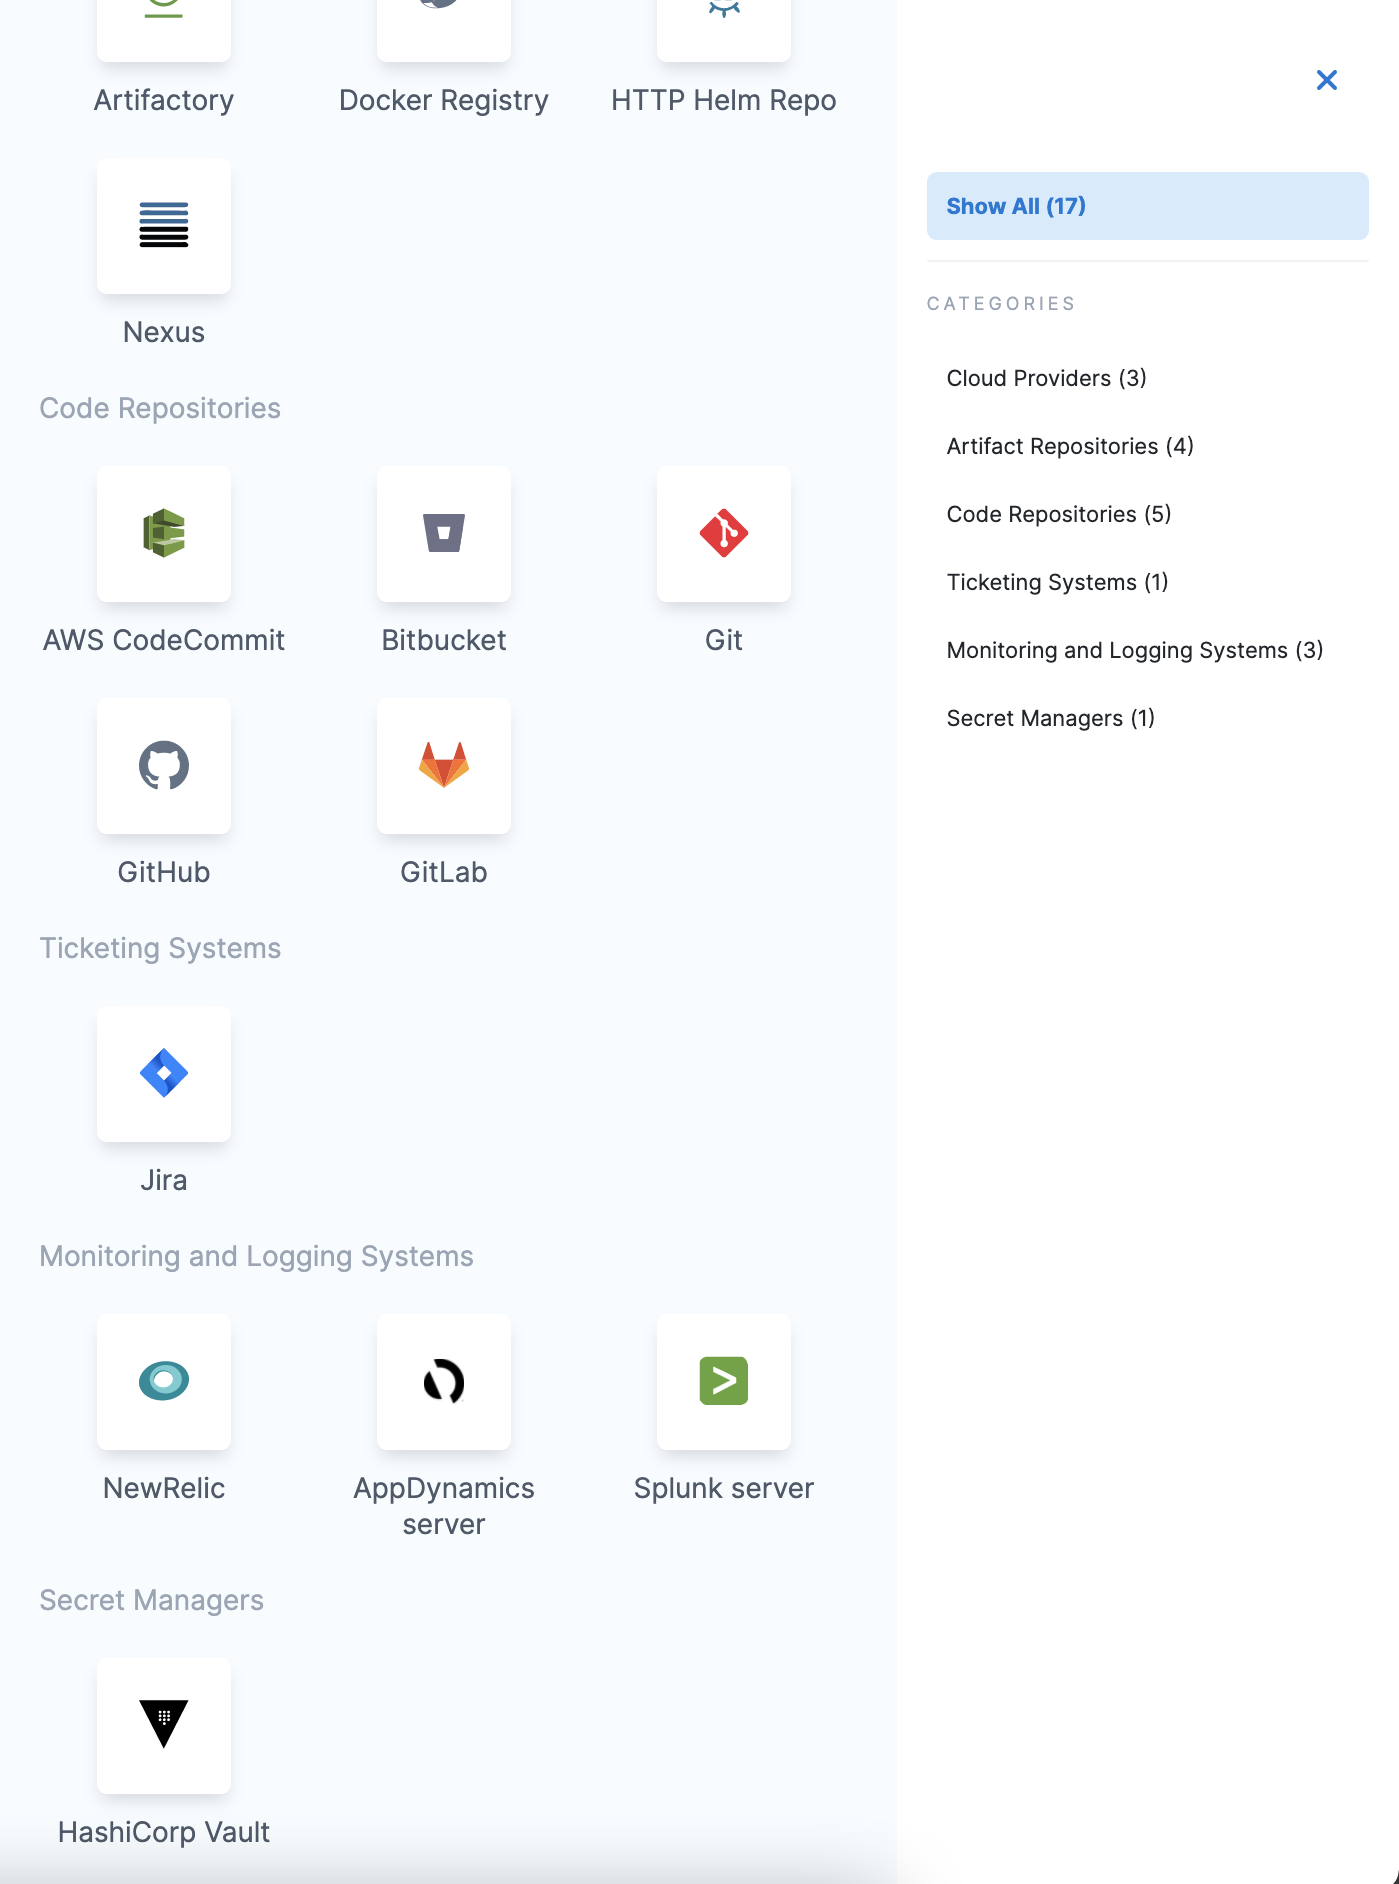 Artifactory
Docker Registry
HTTP Helm Repo
Nexus
Code Repositories
AWS CodeCommit
Bitbucket
Git
GitHub
GitLab
Ticketing Systems
Jira
Monitoring and Logging Systems
NewRelic
AppDynamics
server
Splunk server
Secret Managers
HashiCorp Vault
Show All (17)
CATEGORIES
Cloud Providers (3)
Artifact Repositories (4)
Code Repositories (5)
Ticketing Systems (1)
Monitoring and Logging Systems (3)
Secret Managers (1)